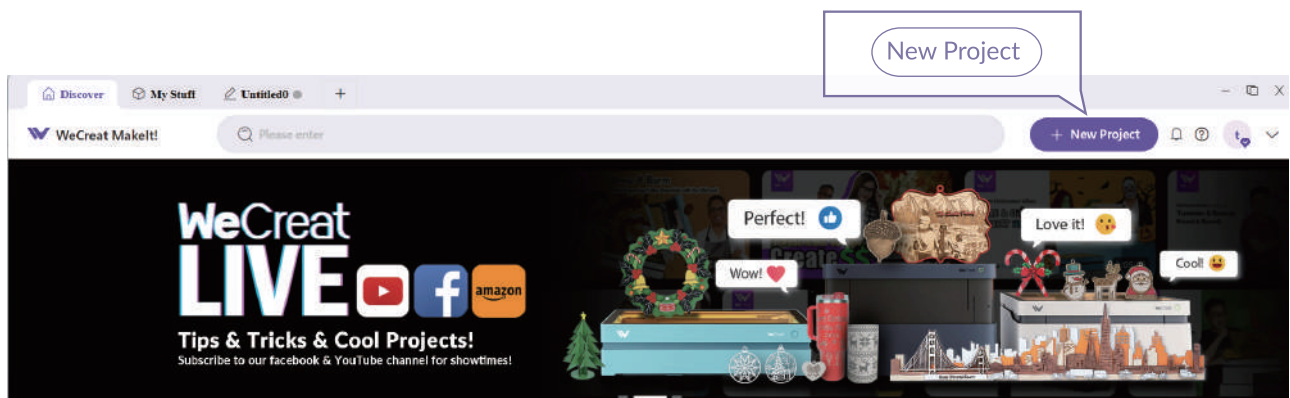 New Project
Discover
My Stuff
Untitled0
+
WeCreat MakeIt!
Please enter
+ New Project
t
WeCreat
LIVE
amazon
Tips & Tricks & Cool Projects!
Subscribe to our facebook & YouTube channel for showtimes!
Perfect!
Wow!
Love it!
Cool!
Create $$